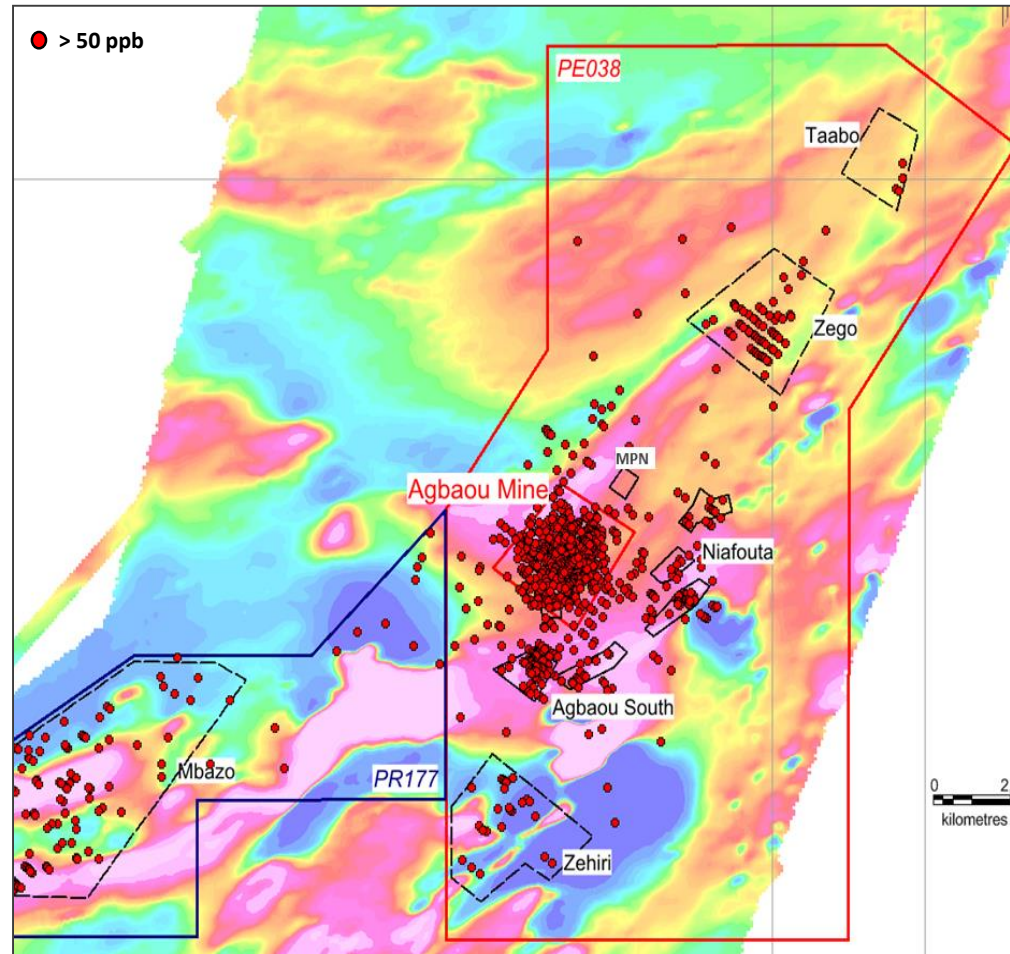 > 50 ppb
PE038
Taabo
Zego
MPN
Agbaou Mine
Niafouta
Agbaou South
Mbazo
PR177
Zehiri
0 2
kilometres